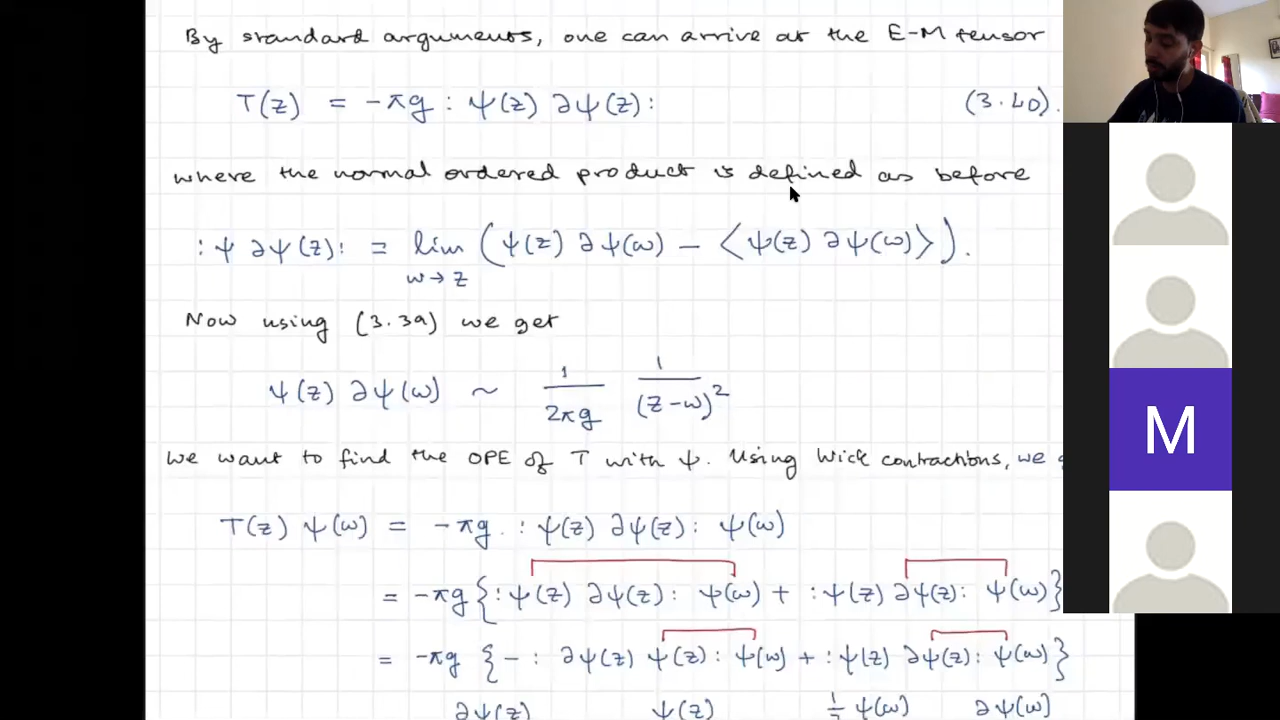 By standard arguments, one can arrive at the E-M tensor
T(z) = -πg : ψ(z) ∂ψ(z): (3.40).
where the normal ordered product is defined as before
: ψ ∂ψ(z): = lim w→z (ψ(z) ∂ψ(w) - ⟨ψ(z) ∂ψ(w)⟩).
Now using (3.39) we get
ψ(z) ∂ψ(w) ~ 1/2πg 1/(z-w)²
We want to find the OPE of T with ψ. Using Wick contractions, we
T(z) ψ(w) = -πg : ψ(z) ∂ψ(z): ψ(w)
= -πg {: ψ(z) ∂ψ(z): ψ(w) + : ψ(z) ∂ψ(z): ψ(w)}
= -πg {- : ∂ψ(z) ψ(z): ψ(w) + : ψ(z) ∂ψ(z): ψ(w)}
∂ψ(z) ψ(z) ½ ψ(w) ∂ψ(w)
M